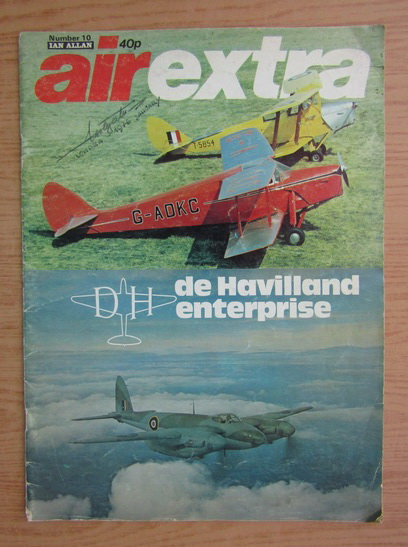 Number 10
IAN ALLAN
40p
airextra
T-5854
G-ADKC
DH
de Havilland
enterprise